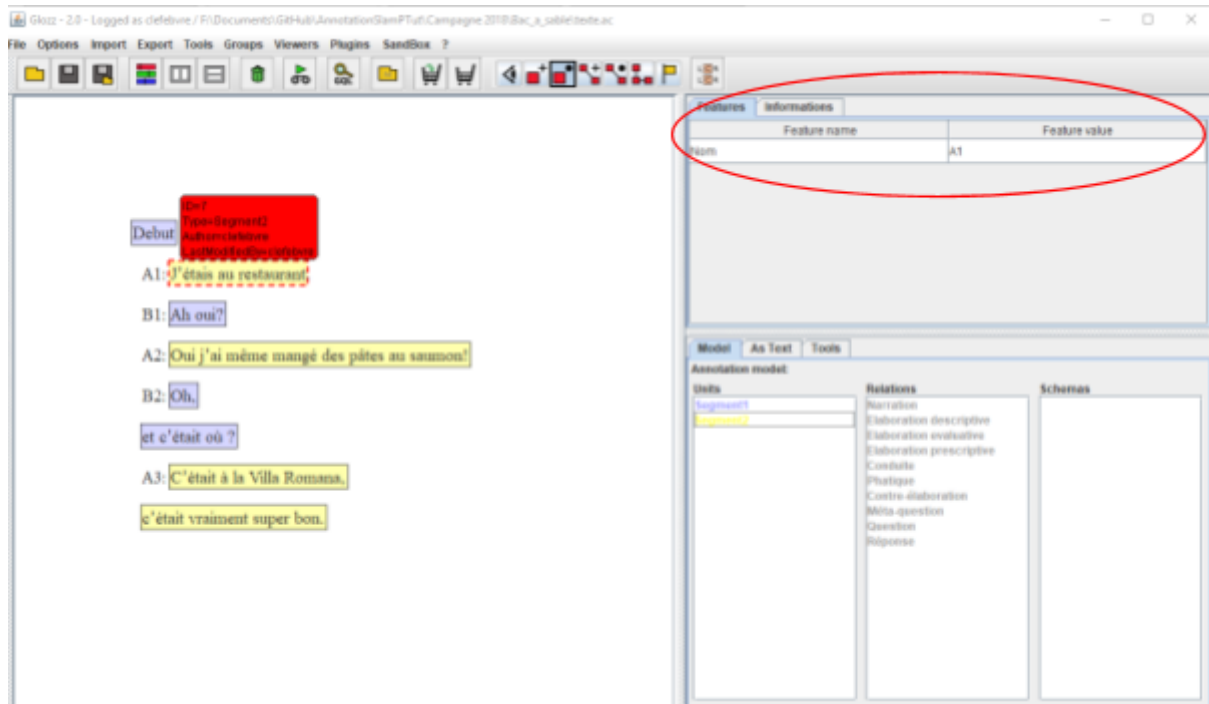 Glozz - 2.0 - Logged as clefebvre / F:\Documents\GitHub\AnnotationSlamPTut\Campagne 2018\Bac_a_sable\texte.ac
File Options Import Export Tools Groups Viewers Plugins SandBox ?
Features Informations
Feature name Feature value
Nom A1
ID=7
Type=Segment2
Author=clefebvre
LastModifiedBy=clefebvre
Debut
A1: J'étais au restaurant
B1: Ah oui?
A2: Oui j'ai même mangé des pâtes au saumon!
B2: Oh,
et c'était où ?
A3: C'était à la Villa Romana,
c'était vraiment super bon.
Model As Text Tools
Annotation model:
Units Relations Schemas
Segment1
Segment2
Narration
Elaboration descriptive
Elaboration evaluative
Elaboration prescriptive
Conduite
Phatique
Contre-élaboration
Méta-question
Question
Réponse